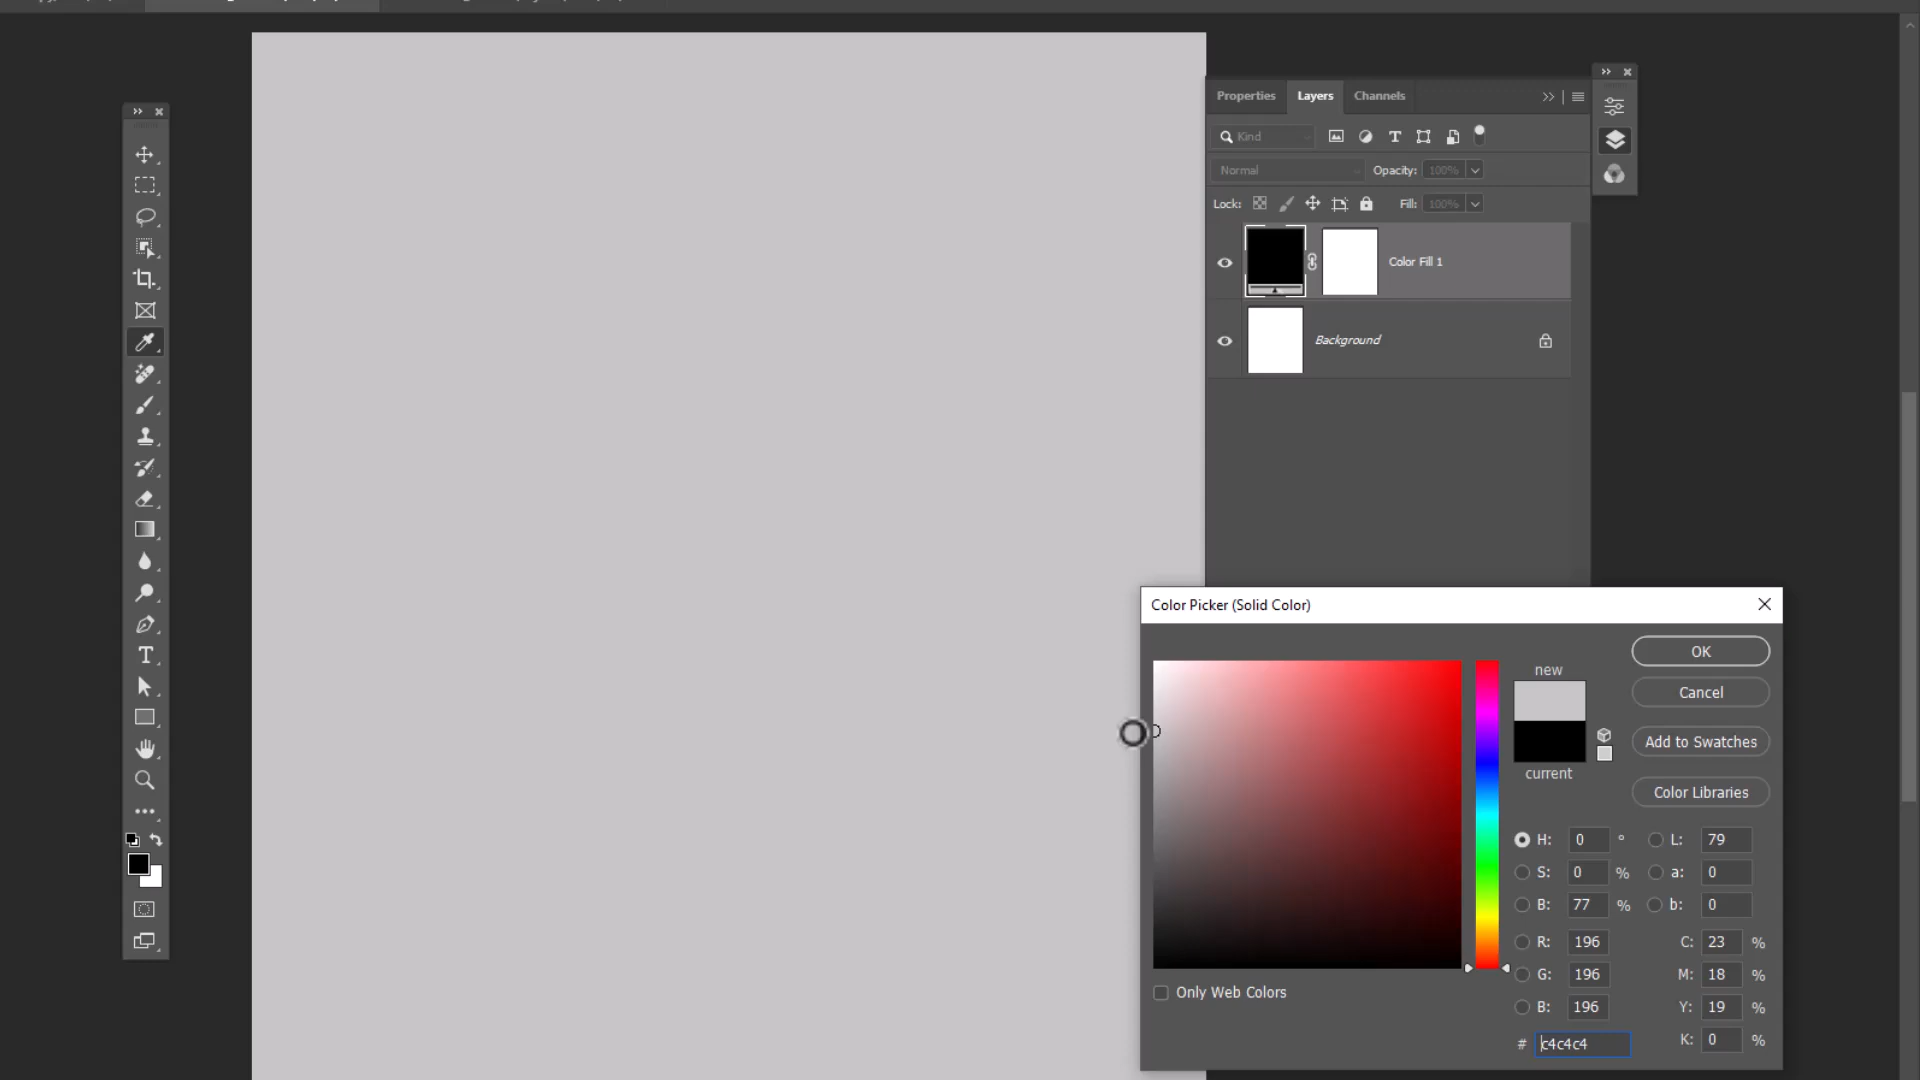 Properties
Layers
Channels
Kind
Normal
Opacity: 100%
Lock:
Fill: 100%
Color Fill 1
Background
Color Picker (Solid Color)
OK
new
Cancel
Add to Swatches
current
Color Libraries
H: 0 °
L: 79
S: 0 %
a: 0
B: 77 %
b: 0
R: 196
C: 23 %
G: 196
M: 18 %
Only Web Colors
B: 196
Y: 19 %
# c4c4c4
K: 0 %